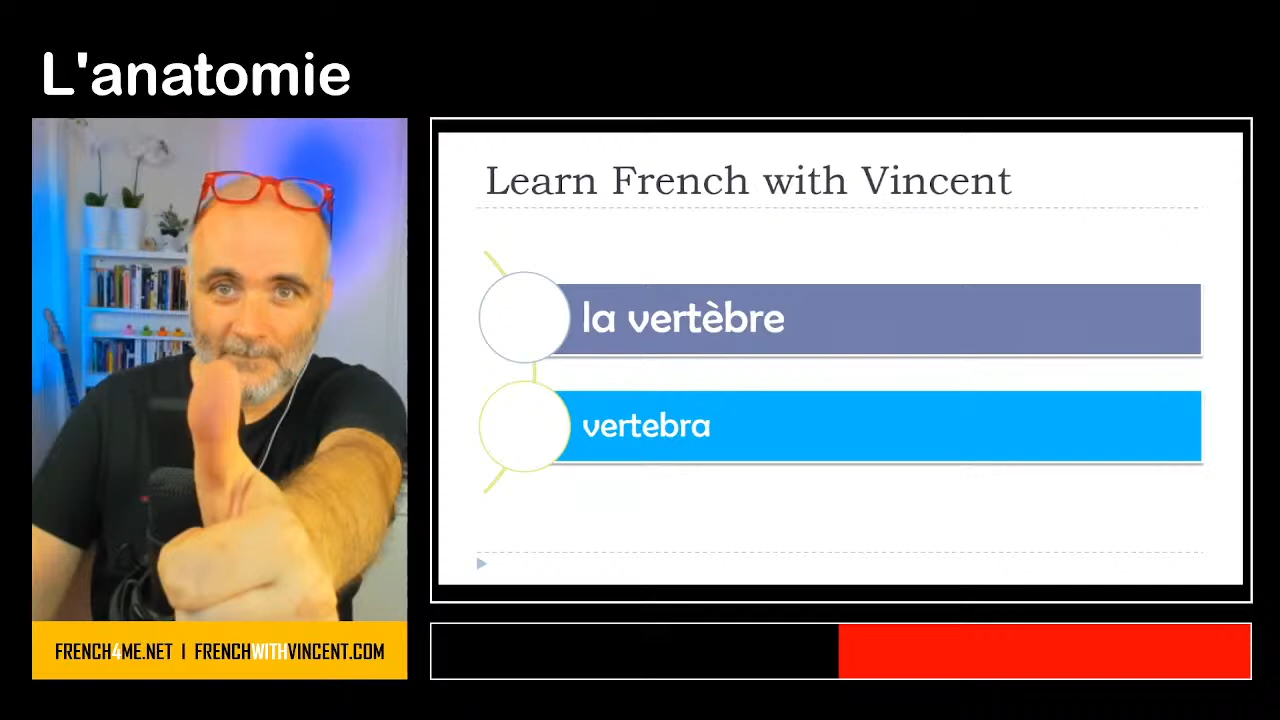 L'anatomie
Learn French with Vincent
la vertèbre
vertebra
FRENCH4ME.NET | FRENCHWITHVINCENT.COM